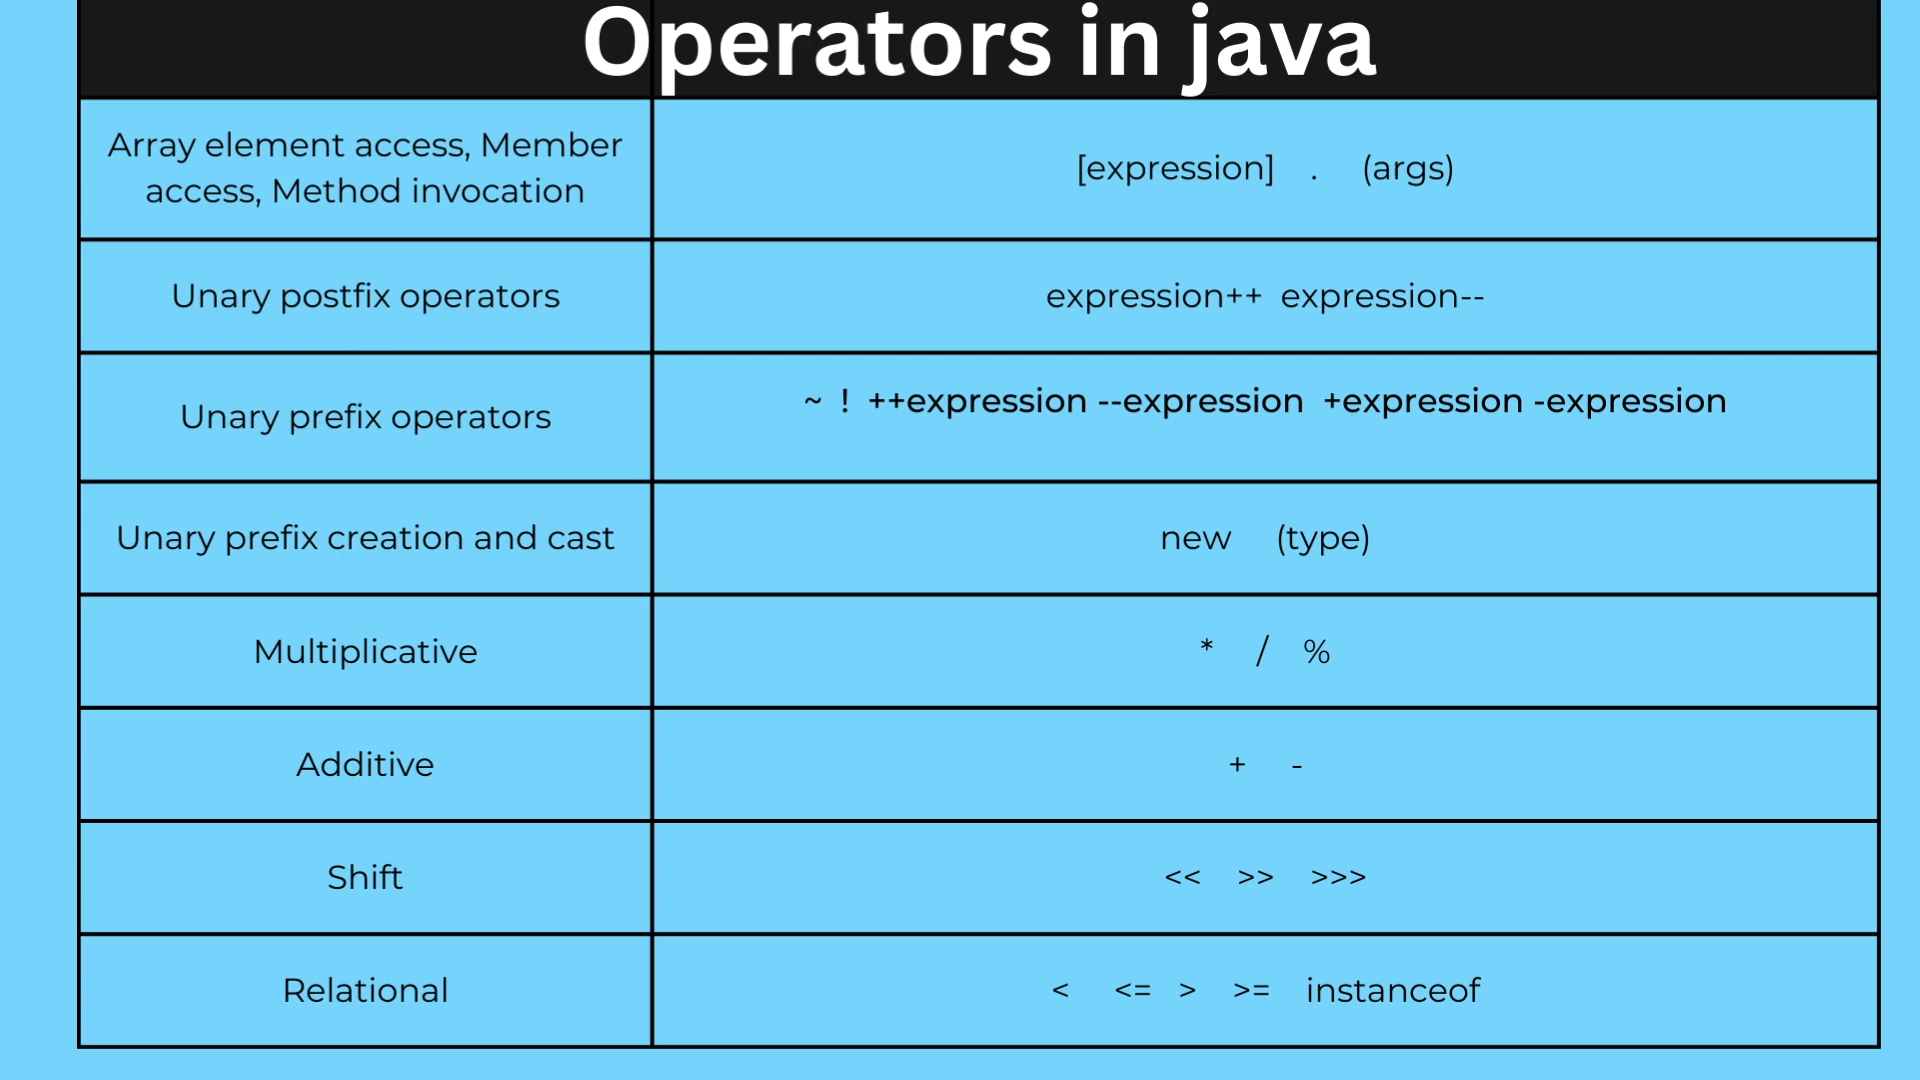 Operators in java
Array element access, Member
access, Method invocation
[expression] . (args)
Unary postfix operators
expression++ expression--
Unary prefix operators
~ ! ++expression --expression +expression -expression
Unary prefix creation and cast
new (type)
Multiplicative
* / %
Additive
+ -
Shift
<< >> >>>
Relational
< <= > >= instanceof